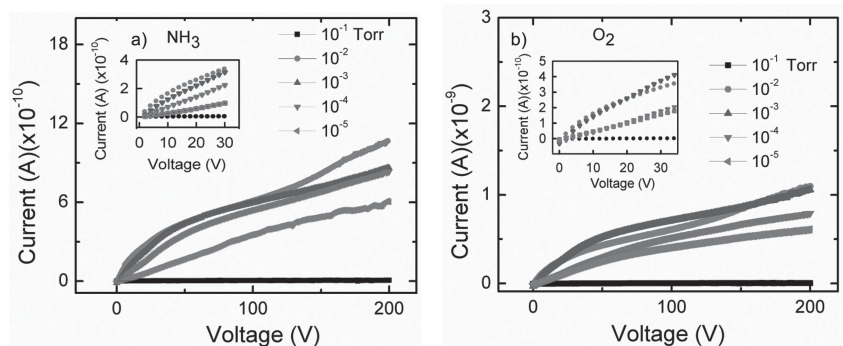 a)
NH3
10-1 Torr
10-2
10-3
10-4
10-5
Current (A)(x10-10)
18
12
6
0
0
100
200
Voltage (V)
Current (A) (x10-10)
4
2
0
0
10
20
30
Voltage (V)
b)
O2
10-1 Torr
10-2
10-3
10-4
10-5
Current (A)(x10-9)
3
2
1
0
0
100
200
Voltage (V)
Current (A)(x10-10)
5
4
3
2
1
0
0
10
20
30
Voltage (V)